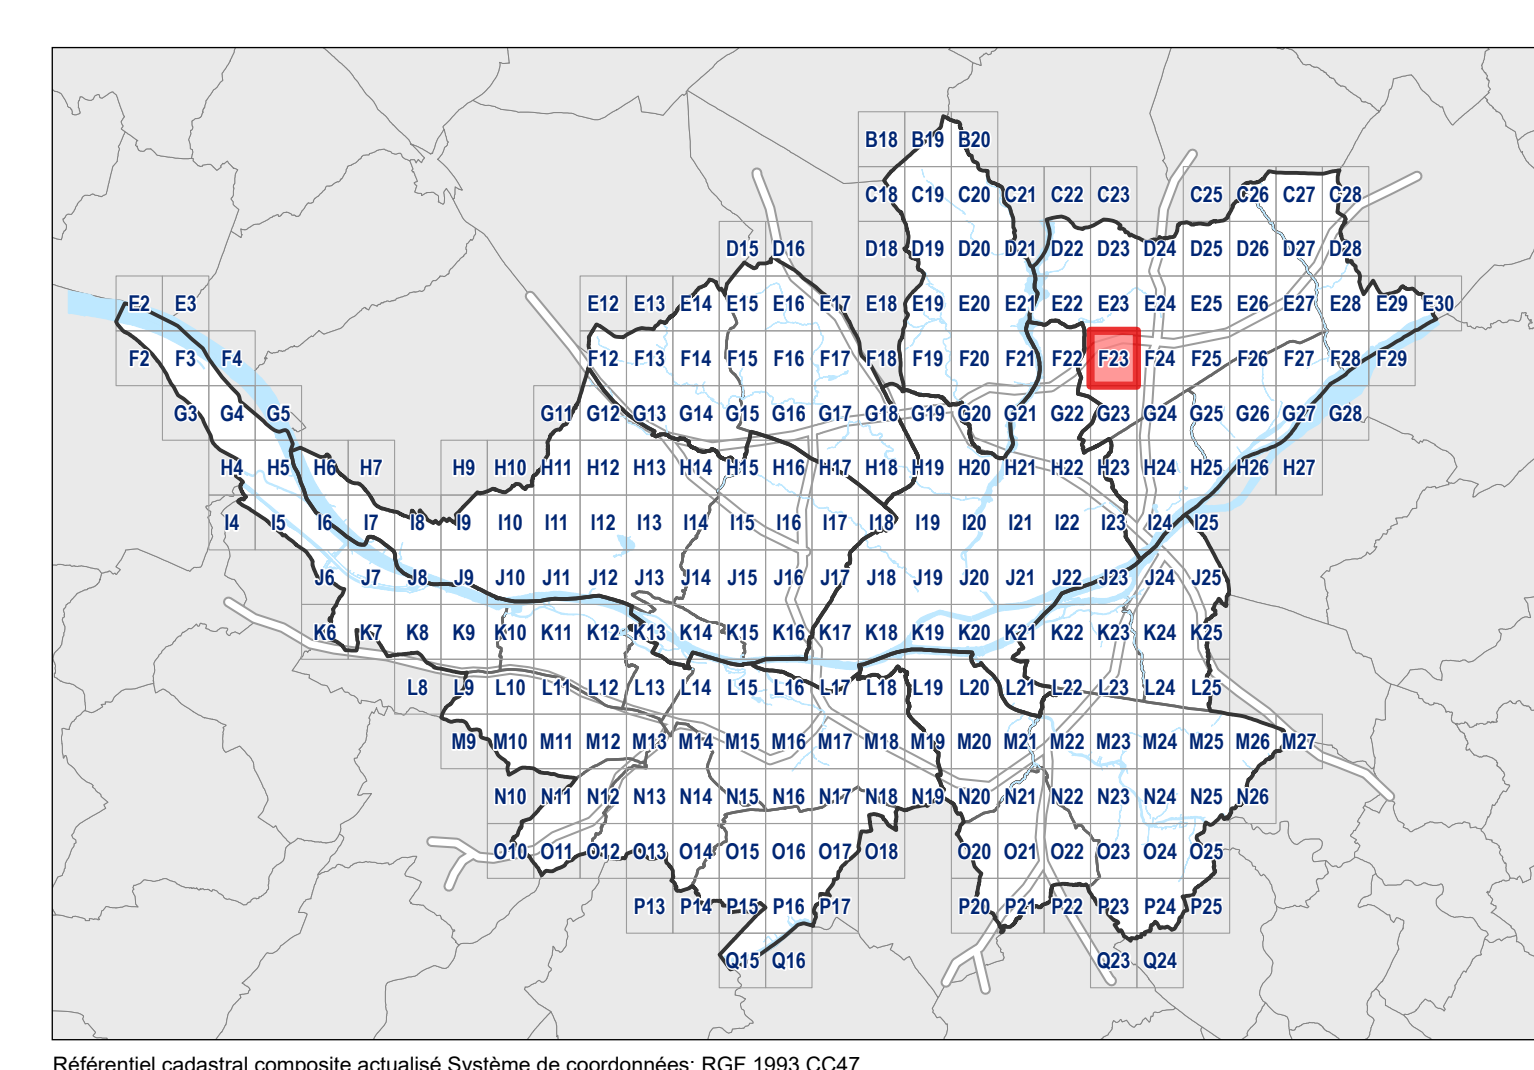 B18 B19 B20
C18 C19 C20 C21 C22 C23 C25 C26 C27 C28
D15 D16 D18 D19 D20 D21 D22 D23 D24 D25 D26 D27 D28
E2 E3 E12 E13 E14 E15 E16 E17 E18 E19 E20 E21 E22 E23 E24 E25 E26 E27 E28 E29 E30
F2 F3 F4 F12 F13 F14 F15 F16 F17 F18 F19 F20 F21 F22 F23 F24 F25 F26 F27 F28 F29
G3 G4 G5 G11 G12 G13 G14 G15 G16 G17 G18 G19 G20 G21 G22 G23 G24 G25 G26 G27 G28
H4 H5 H6 H7 H9 H10 H11 H12 H13 H14 H15 H16 H17 H18 H19 H20 H21 H22 H23 H24 H25 H26 H27
I4 I5 I6 I7 I8 I9 I10 I11 I12 I13 I14 I15 I16 I17 I18 I19 I20 I21 I22 I23 I24 I25
J6 J7 J8 J9 J10 J11 J12 J13 J14 J15 J16 J17 J18 J19 J20 J21 J22 J23 J24 J25
K6 K7 K8 K9 K10 K11 K12 K13 K14 K15 K16 K17 K18 K19 K20 K21 K22 K23 K24 K25
L8 L9 L10 L11 L12 L13 L14 L15 L16 L17 L18 L19 L20 L21 L22 L23 L24 L25
M9 M10 M11 M12 M13 M14 M15 M16 M17 M18 M19 M20 M21 M22 M23 M24 M25 M26 M27
N10 N11 N12 N13 N14 N15 N16 N17 N18 N19 N20 N21 N22 N23 N24 N25 N26
O10 O11 O12 O13 O14 O15 O16 O17 O18 O20 O21 O22 O23 O24 O25
P13 P14 P15 P16 P17 P20 P21 P22 P23 P24 P25
Q15 Q16 Q23 Q24
Référentiel cadastral composite actualisé Système de coordonnées: RGF 1993 CC47